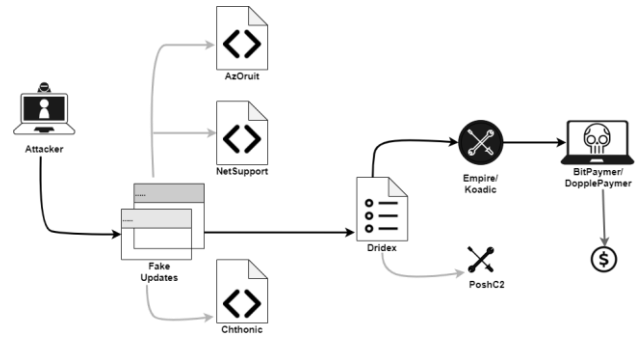 AzOruit
Attacker
NetSupport
Empire/
Koadic
BitPaymer/
DopplePaymer
Fake
Updates
Dridex
PoshC2
$
Chthonic